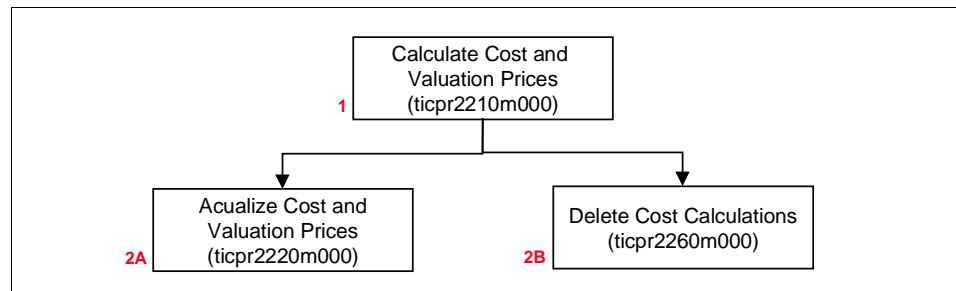 Calculate Cost and
Valuation Prices
(ticpr2210m000)
1
Acualize Cost and
Valuation Prices
(ticpr2220m000)
2A
Delete Cost Calculations
(ticpr2260m000)
2B